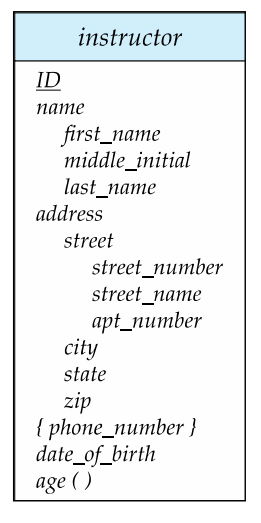 instructor
ID
name
first_name
middle_initial
last_name
address
street
street_number
street_name
apt_number
city
state
zip
{ phone_number }
date_of_birth
age ( )